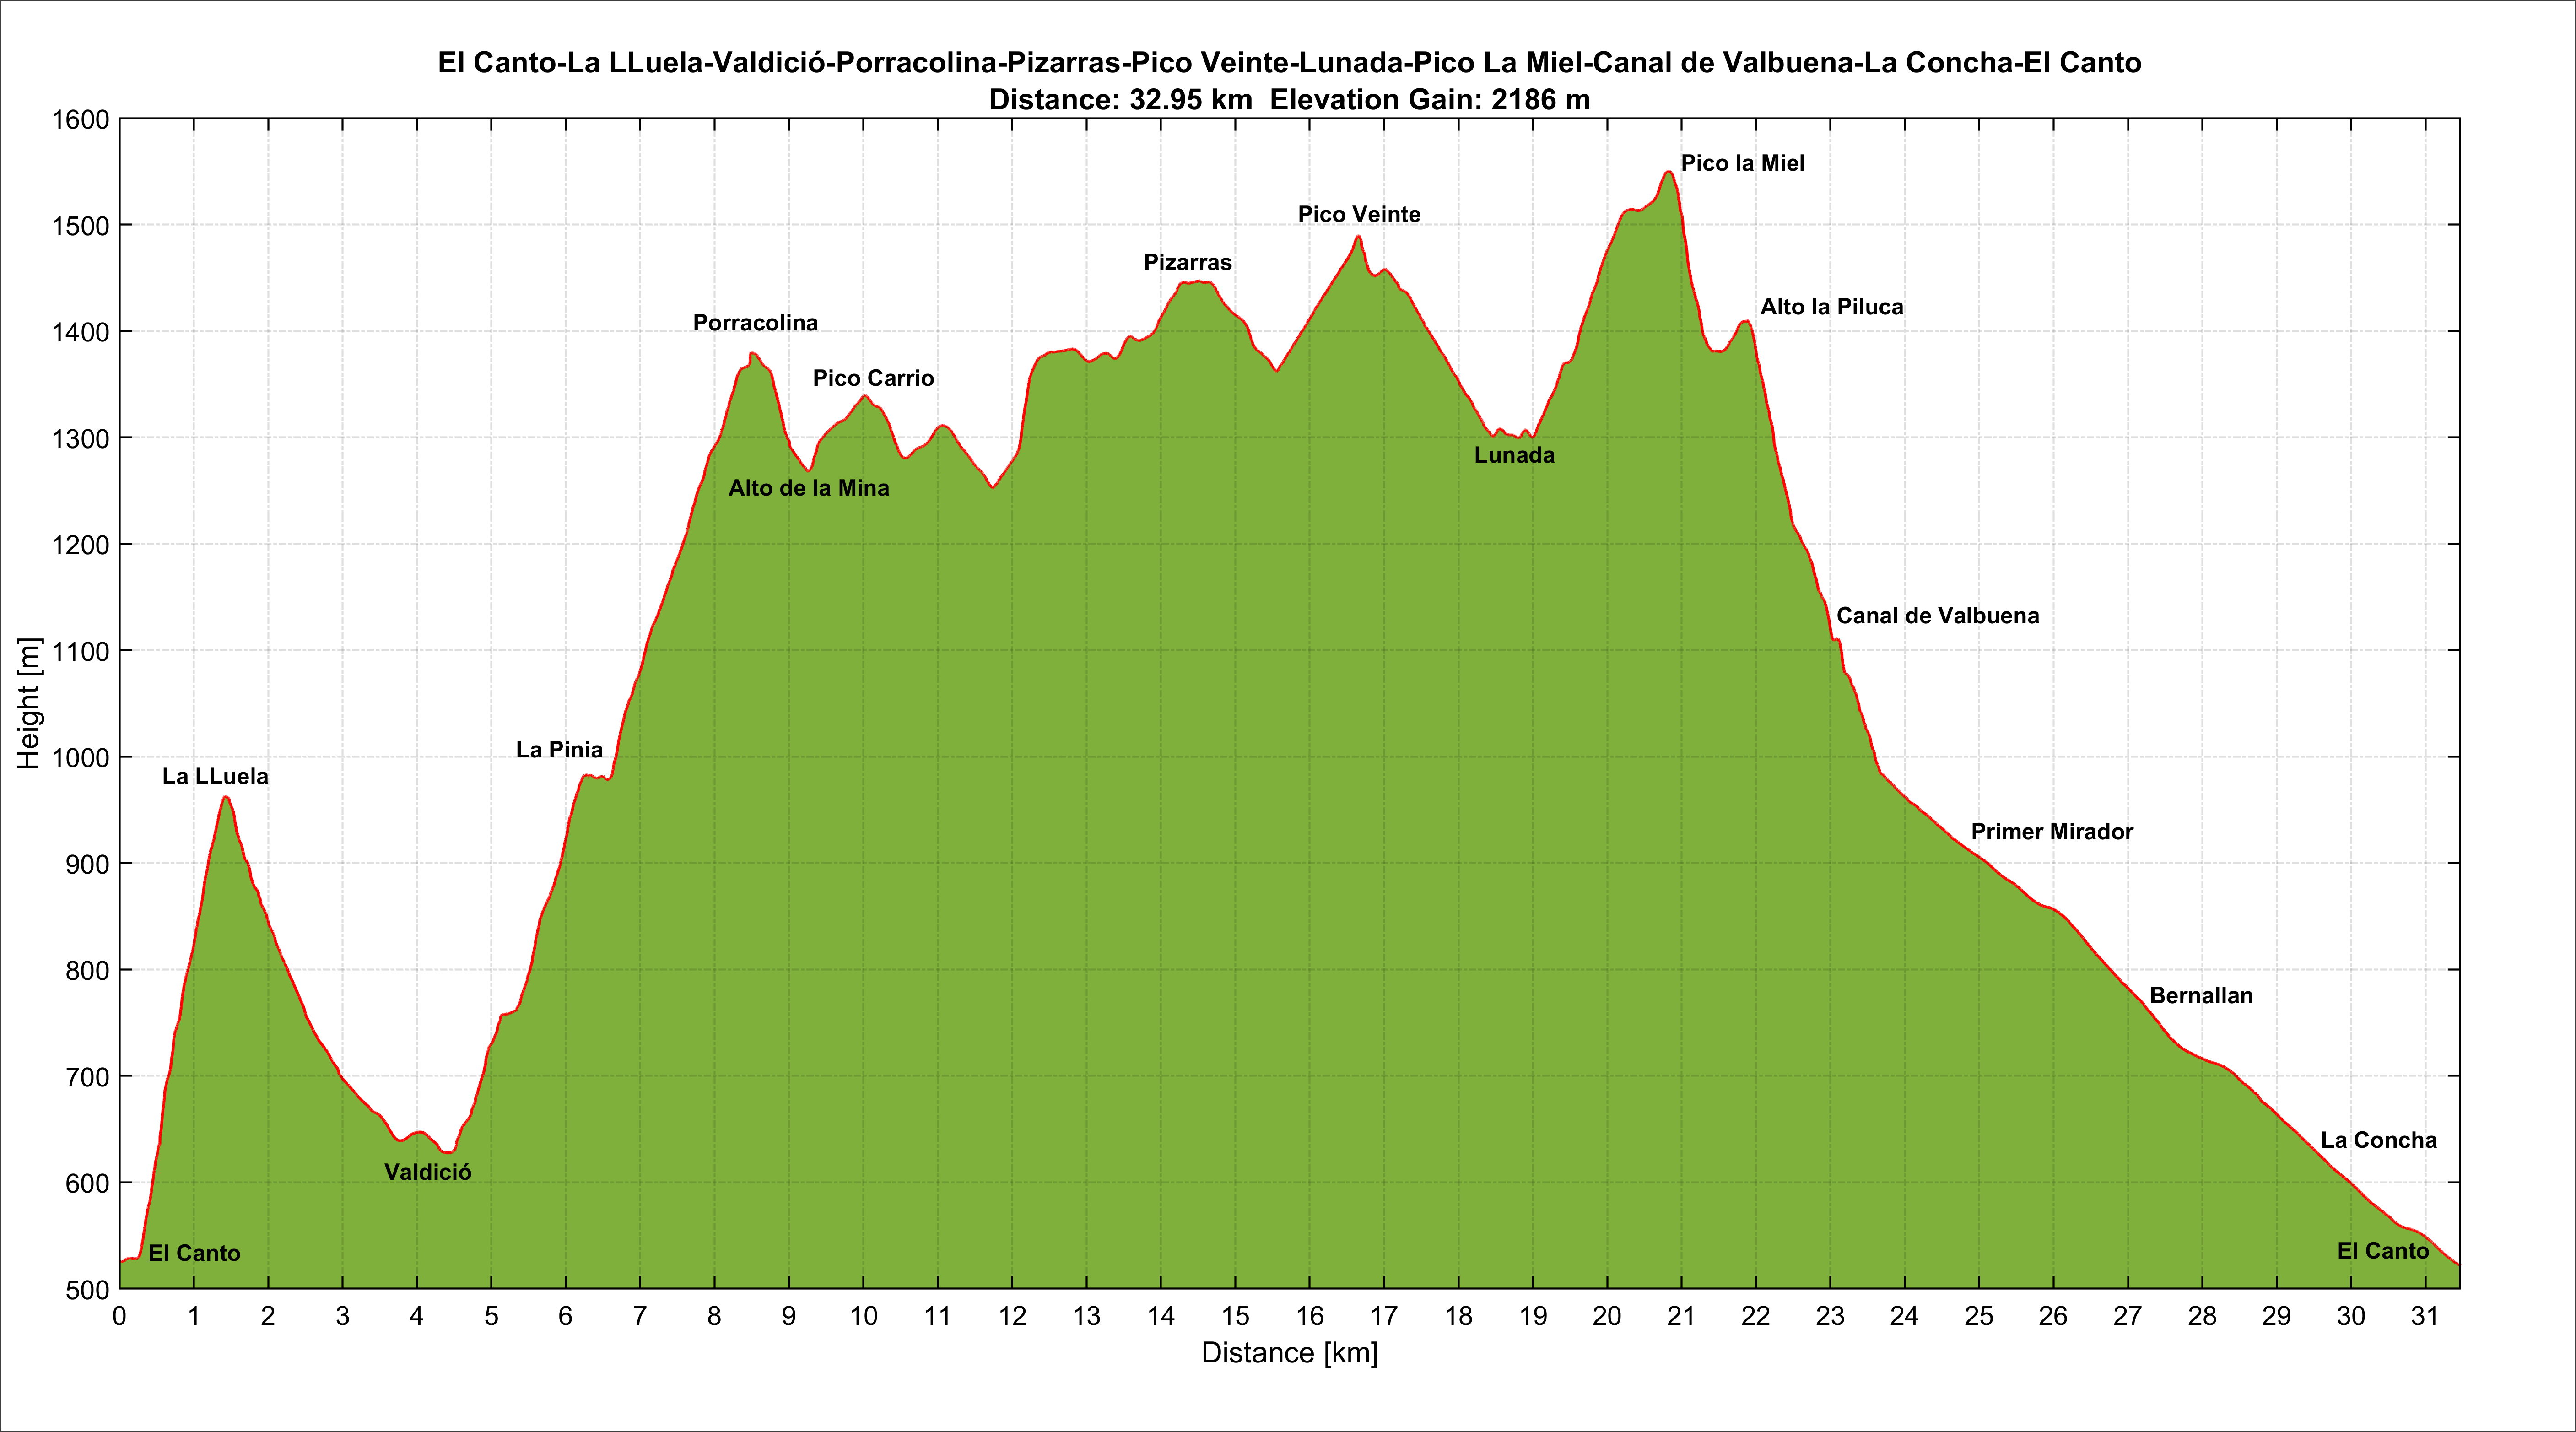 El Canto-La LLuela-Valdició-Porracolina-Pizarras-Pico Veinte-Lunada-Pico La Miel-Canal de Valbuena-La Concha-El Canto
Distance: 32.95 km  Elevation Gain: 2186 m
1600
1500
1400
1300
1200
1100
1000
900
800
700
600
500
Height [m]
Pico la Miel
Pico Veinte
Pizarras
Alto la Piluca
Porracolina
Pico Carrio
Lunada
Alto de la Mina
Canal de Valbuena
La Pinia
La LLuela
Primer Mirador
Bernallan
La Concha
Valdició
El Canto
El Canto
0 1 2 3 4 5 6 7 8 9 10 11 12 13 14 15 16 17 18 19 20 21 22 23 24 25 26 27 28 29 30 31
Distance [km]